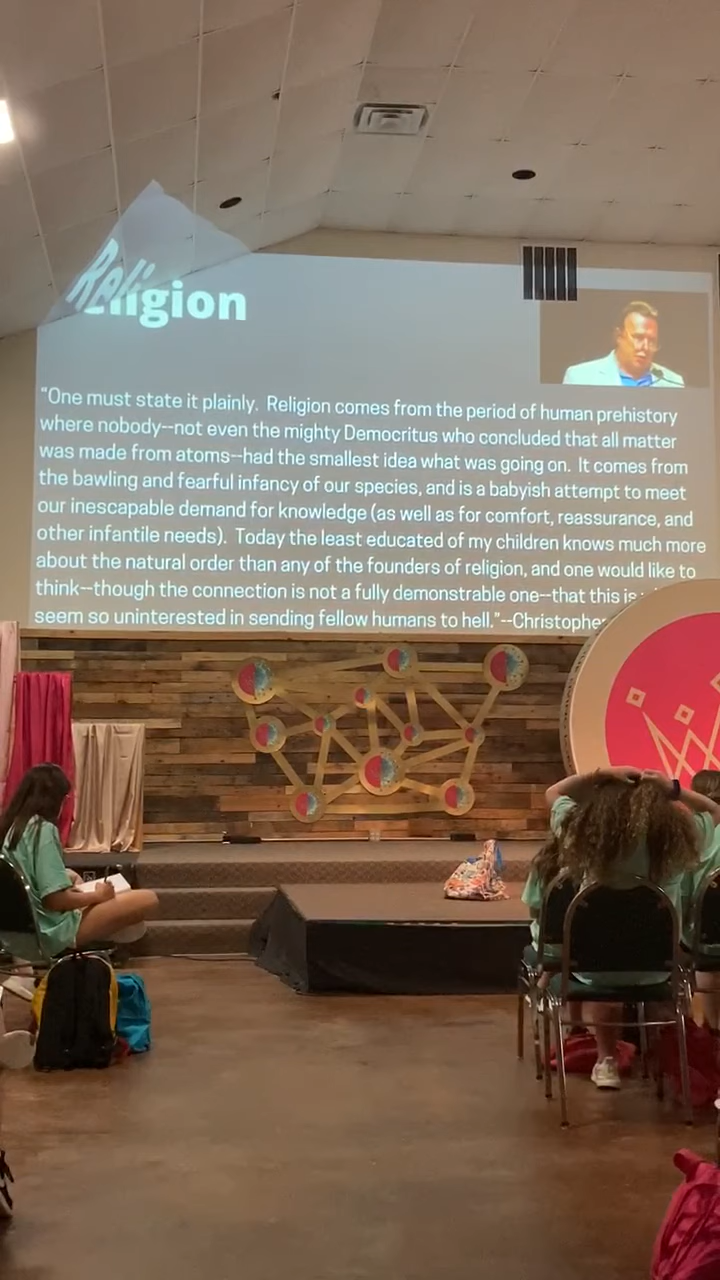 Religion
"One must state it plainly. Religion comes from the period of human prehistory
where nobody--not even the mighty Democritus who concluded that all matter
was made from atoms--had the smallest idea what was going on. It comes from
the bawling and fearful infancy of our species, and is a babyish attempt to meet
our inescapable demand for knowledge (as well as for comfort, reassurance, and
other infantile needs). Today the least educated of my children knows much more
about the natural order than any of the founders of religion, and one would like to
think--though the connection is not a fully demonstrable one--that this is
seem so uninterested in sending fellow humans to hell."--Christophe